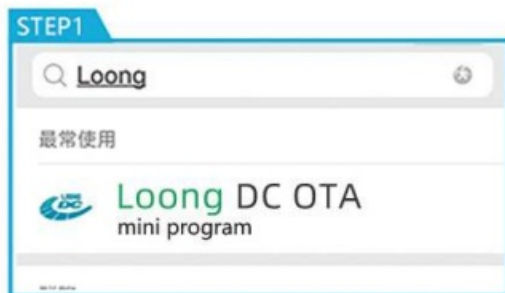 STEP1
Loong
最常使用
Loong DC OTA
mini program